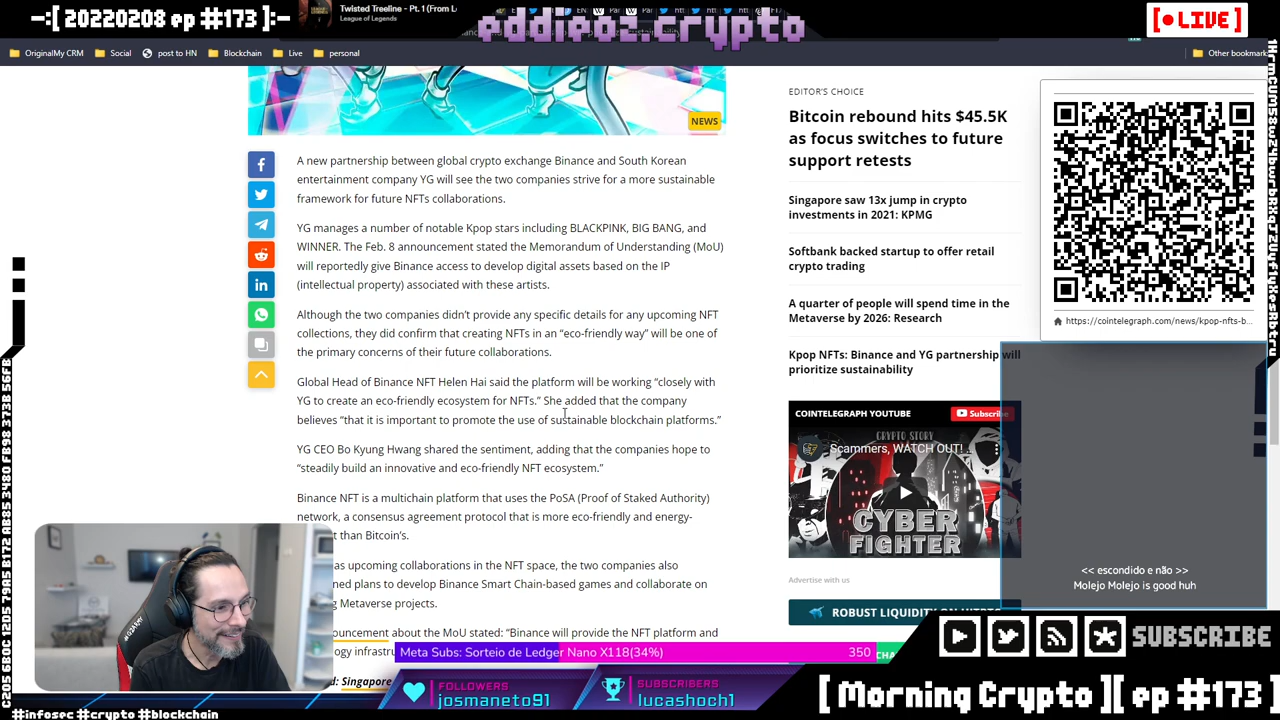 -:[ 20220208 ep #173 ]:-
Twisted Treeline - Pt. 1 (From L
League of Legends
eddieoz.crypto
[● LIVE ]
OriginalMy CRM
Social
post to HN
Blockchain
Live
personal
Other bookmark
NEWS
A new partnership between global crypto exchange Binance and South Korean
entertainment company YG will see the two companies strive for a more sustainable
framework for future NFTs collaborations.
YG manages a number of notable Kpop stars including BLACKPINK, BIG BANG, and
WINNER. The Feb. 8 announcement stated the Memorandum of Understanding (MoU)
will reportedly give Binance access to develop digital assets based on the IP
(intellectual property) associated with these artists.
Although the two companies didn't provide any specific details for any upcoming NFT
collections, they did confirm that creating NFTs in an “eco-friendly way” will be one of
the primary concerns of their future collaborations.
Global Head of Binance NFT Helen Hai said the platform will be working “closely with
YG to create an eco-friendly ecosystem for NFTs.” She added that the company
believes “that it is important to promote the use of sustainable blockchain platforms.”
YG CEO Bo Kyung Hwang shared the sentiment, adding that the companies hope to
“steadily build an innovative and eco-friendly NFT ecosystem.”
Binance NFT is a multichain platform that uses the PoSA (Proof of Staked Authority)
network, a consensus agreement protocol that is more eco-friendly and energy-
than Bitcoin's.
as upcoming collaborations in the NFT space, the two companies also
ned plans to develop Binance Smart Chain-based games and collaborate on
Metaverse projects.
ouncement about the MoU stated: “Binance will provide the NFT platform and
ogy infrastru
d: Singapore
EDITOR'S CHOICE
Bitcoin rebound hits $45.5K
as focus switches to future
support retests
Singapore saw 13x jump in crypto
investments in 2021: KPMG
Softbank backed startup to offer retail
crypto trading
A quarter of people will spend time in the
Metaverse by 2026: Research
Kpop NFTs: Binance and YG partnership will
prioritize sustainability
COINTELEGRAPH YOUTUBE
Subscribe
CRYPTO STORY
Scammers, WATCH OUT! ...
CYBER
FIGHTER
Advertise with us
ROBUST LIQUIDITY
https://cointelegraph.com/news/kpop-nfts-b...
<< escondido e não >>
Molejo Molejo is good huh
Meta Subs: Sorteio de Ledger Nano X118(34%)
350
FOLLOWERS
josmaneto91
SUBSCRIBERS
lucashoch1
SUBSCRIBE
[ Morning Crypto ][ ep #173 ]
#infosec #crypto #blockchain